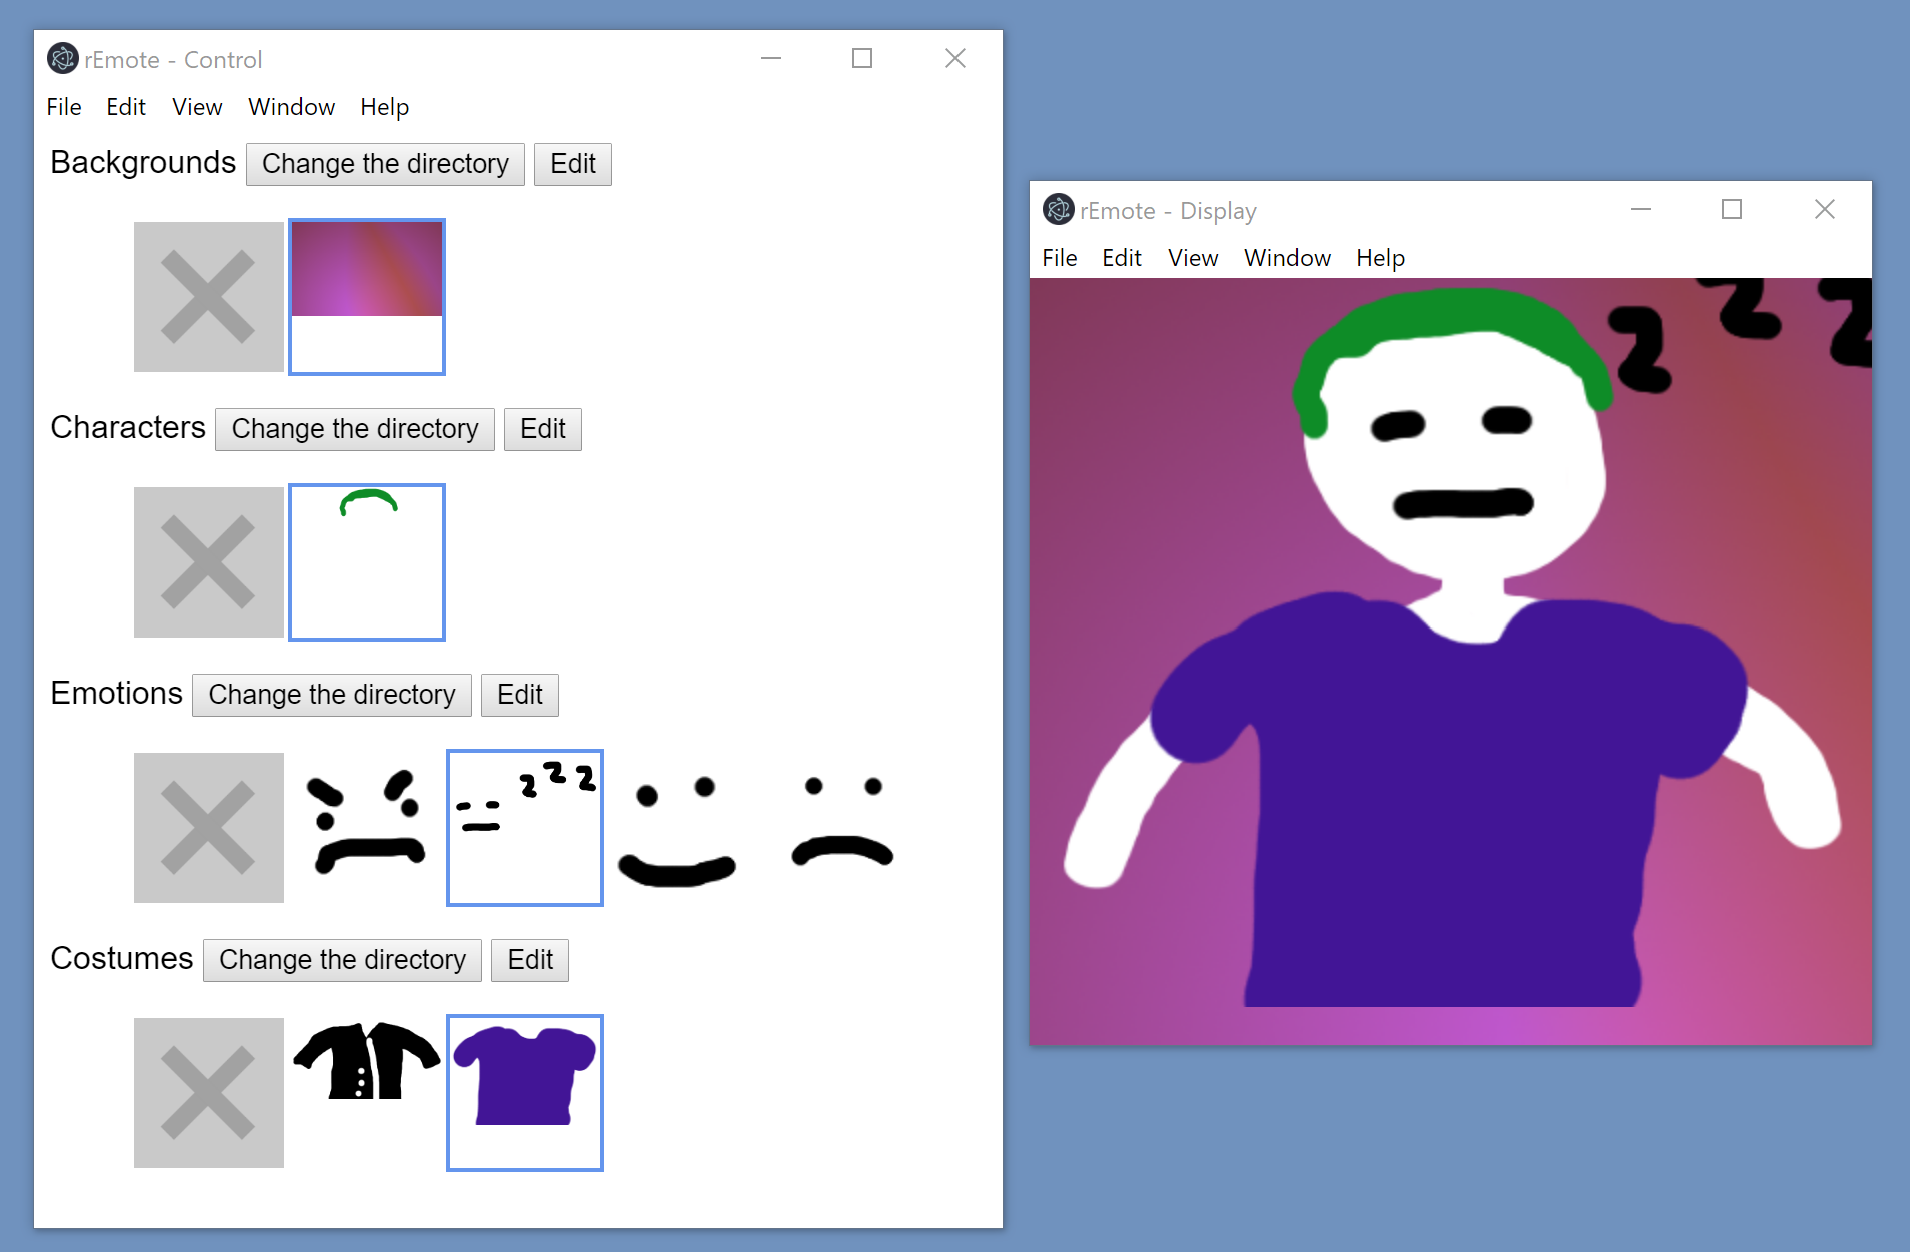 rEmote - Control
File Edit View Window Help
Backgrounds Change the directory Edit
Characters Change the directory Edit
Emotions Change the directory Edit
z z z
Costumes Change the directory Edit
rEmote - Display
File Edit View Window Help
z z z